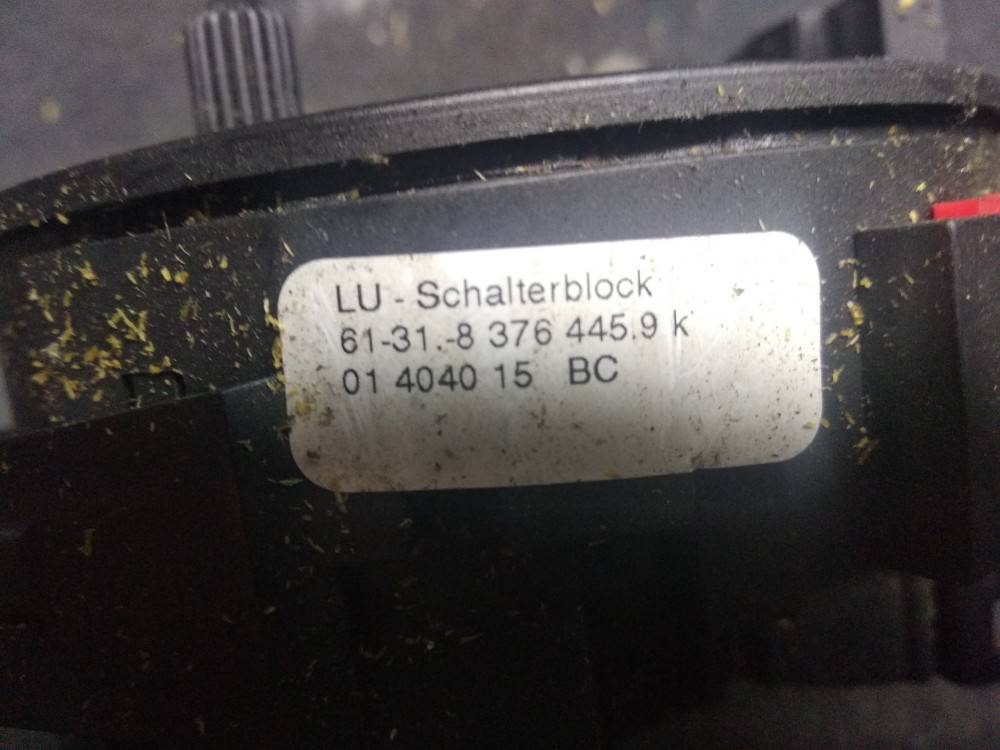 LU - Schalterblock
61-31.-8 376 445.9 k
01 4040 15 BC